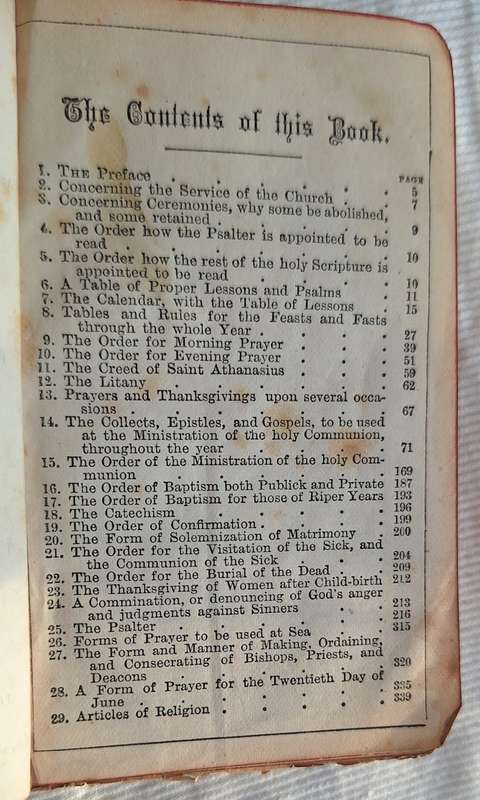 The Contents of this Book.
PAGE
1. THE Preface . . . . . . 5
2. Concerning the Service of the Church . . 7
3. Concerning Ceremonies, why some be abolished,
and some retained . . . . . 9
4. The Order how the Psalter is appointed to be
read . . . . . . . 10
5. The Order how the rest of the holy Scripture is
appointed to be read . . . . 10
6. A Table of Proper Lessons and Psalms . 11
7. The Calendar, with the Table of Lessons . 15
8. Tables and Rules for the Feasts and Fasts
through the whole Year . . . . 27
9. The Order for Morning Prayer . . . 39
10. The Order for Evening Prayer . . . 51
11. The Creed of Saint Athanasius . . . 59
12. The Litany . . . . . . 62
13. Prayers and Thanksgivings upon several occa-
sions . . . . . . . 67
14. The Collects, Epistles, and Gospels, to be used
at the Ministration of the holy Communion,
throughout the year . . . . 71
15. The Order of the Ministration of the holy Com-
munion . . . . . . 169
16. The Order of Baptism both Publick and Private 187
17. The Order of Baptism for those of Riper Years 193
18. The Catechism . . . . . 196
19. The Order of Confirmation . . . . 199
20. The Form of Solemnization of Matrimony . 200
21. The Order for the Visitation of the Sick, and
the Communion of the Sick . . . 204
22. The Order for the Burial of the Dead . . 209
23. The Thanksgiving of Women after Child-birth 212
24. A Commination, or denouncing of God's anger
and judgments against Sinners . . 213
25. The Psalter . . . . . . 216
26. Forms of Prayer to be used at Sea . . 315
27. The Form and Manner of Making, Ordaining,
and Consecrating of Bishops, Priests, and
Deacons . . . . . . 320
28. A Form of Prayer for the Twentieth Day of
June . . . . . . . 335
29. Articles of Religion . . . . . 339